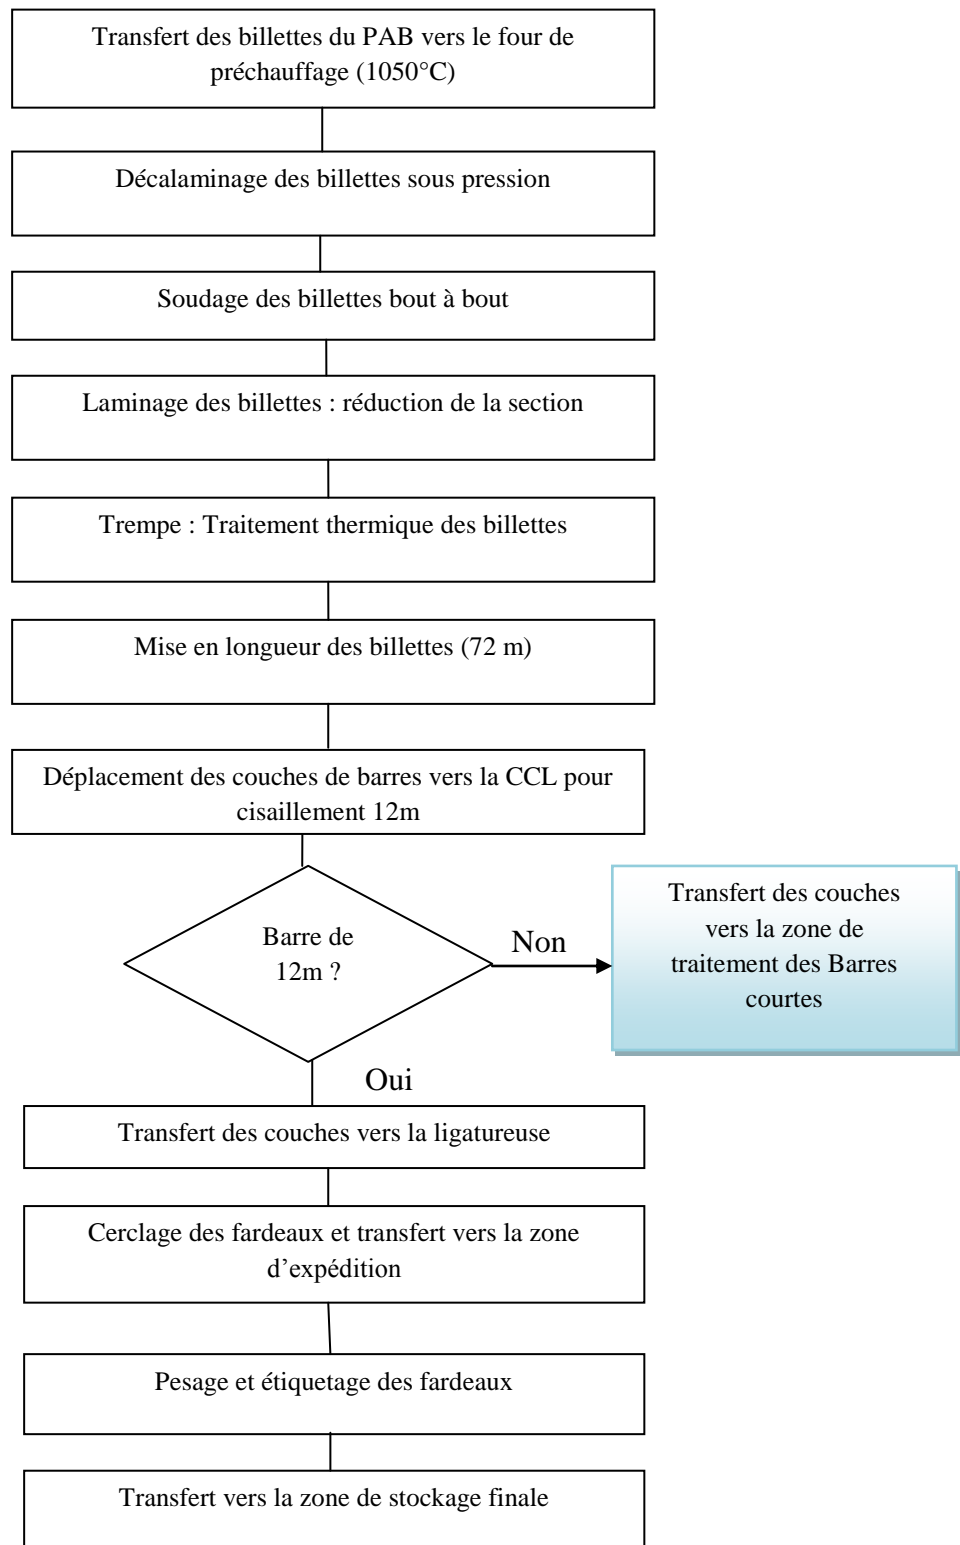 Transfert des billettes du PAB vers le four de
préchauffage (1050°C)
Décalaminage des billettes sous pression
Soudage des billettes bout à bout
Laminage des billettes : réduction de la section
Trempe : Traitement thermique des billettes
Mise en longueur des billettes (72 m)
Déplacement des couches de barres vers la CCL pour
cisaillement 12m
Barre de
12m ?
Non
Transfert des couches
vers la zone de
traitement des Barres
courtes
Oui
Transfert des couches vers la ligatureuse
Cerclage des fardeaux et transfert vers la zone
d’expédition
Pesage et étiquetage des fardeaux
Transfert vers la zone de stockage finale